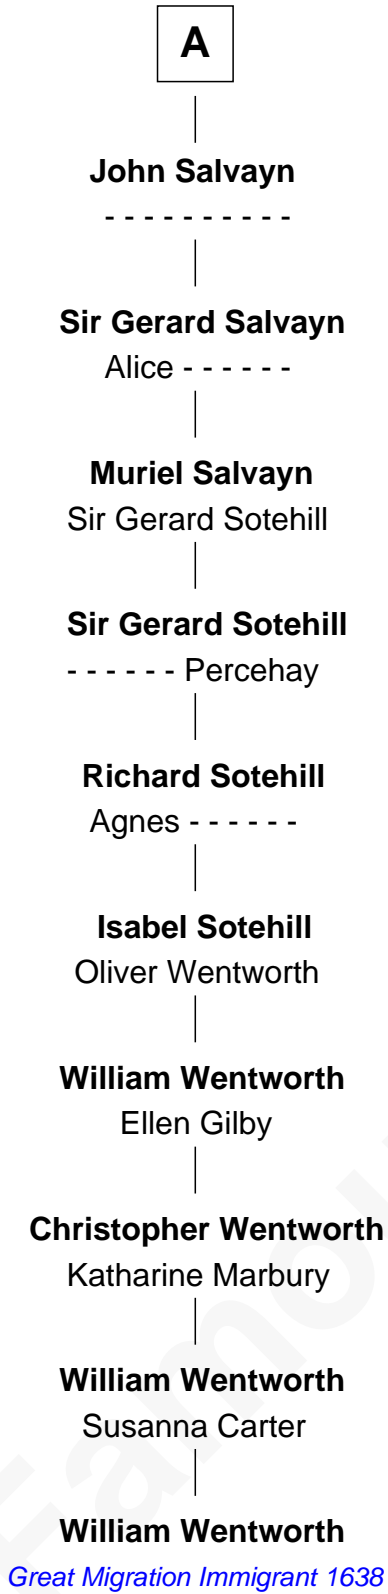 A
John Salvayn
- - - - - - - - - -
Sir Gerard Salvayn
Alice - - - - - -
Muriel Salvayn
Sir Gerard Sotehill
Sir Gerard Sotehill
- - - - - - Percehay
Richard Sotehill
Agnes - - - - - -
Isabel Sotehill
Oliver Wentworth
William Wentworth
Ellen Gilby
Christopher Wentworth
Katharine Marbury
William Wentworth
Susanna Carter
William Wentworth
Great Migration Immigrant 1638